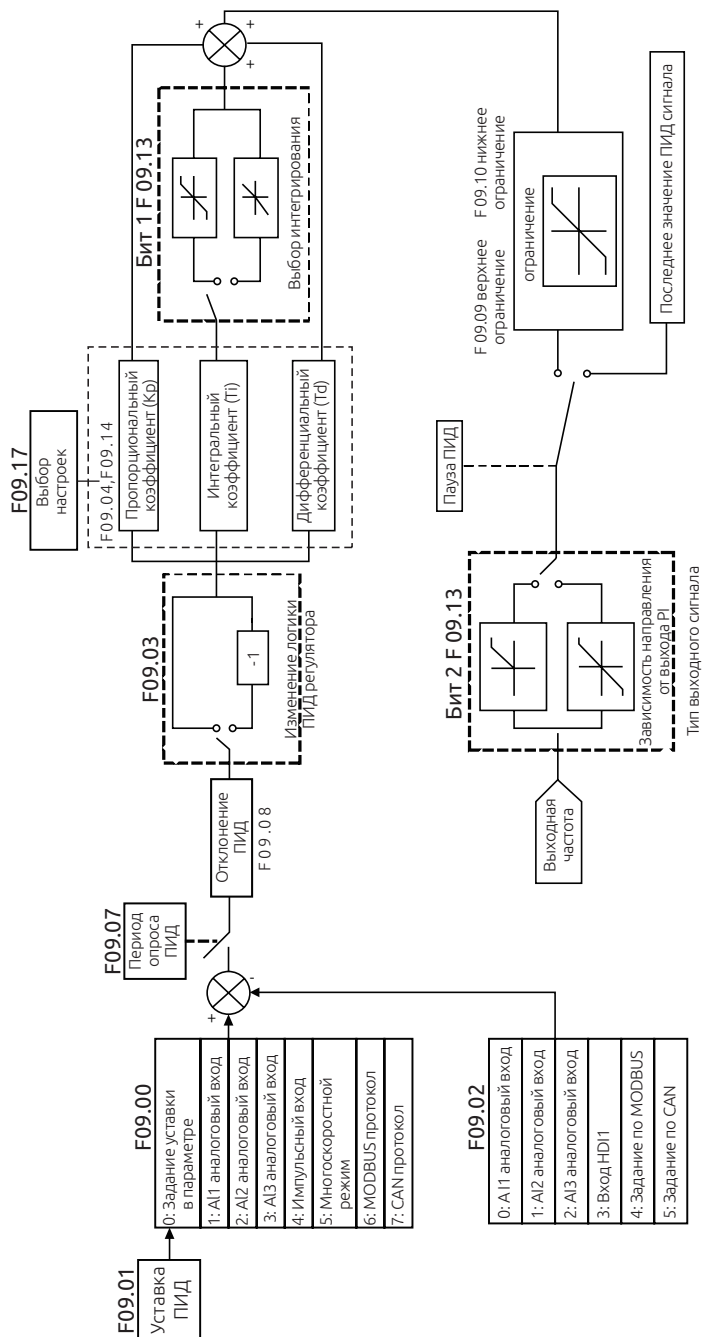 F09.01
Уставка
ПИД
F09.00
0: Задание уставки
в параметре
1: AI1 аналоговый вход
2: AI2 аналоговый вход
3: AI3 аналоговый вход
4: Импульсный вход
5: Многоскоростной
режим
6: MODBUS протокол
7: CAN протокол
F09.02
0: AI1 аналоговый вход
1: AI2 аналоговый вход
2: AI3 аналоговый вход
3: Вход HDI1
4: Задание по MODBUS
5: Задание по CAN
+
-
F09.07
Период
опроса
ПИД
Отклонение
ПИД
F09.08
F09.03
-1
Изменение логики
ПИД регулятора
F09.17
Выбор
настроек
F09.04,F09.14
Пропорциональный
коэффициент (Kp)
Интегральный
коэффициент (Ti)
Дифференциальный
коэффициент (Td)
Бит 1 F 09.13
Выбор интегрирования
+
+
+
Выходная
частота
Бит 2 F 09.13
Зависимость направления
от выхода PI
Тип выходного сигнала
Пауза ПИД
F 09.09 верхнее
ограничение
F 09.10 нижнее
ограничение
ограничение
Последнее значение ПИД сигнала